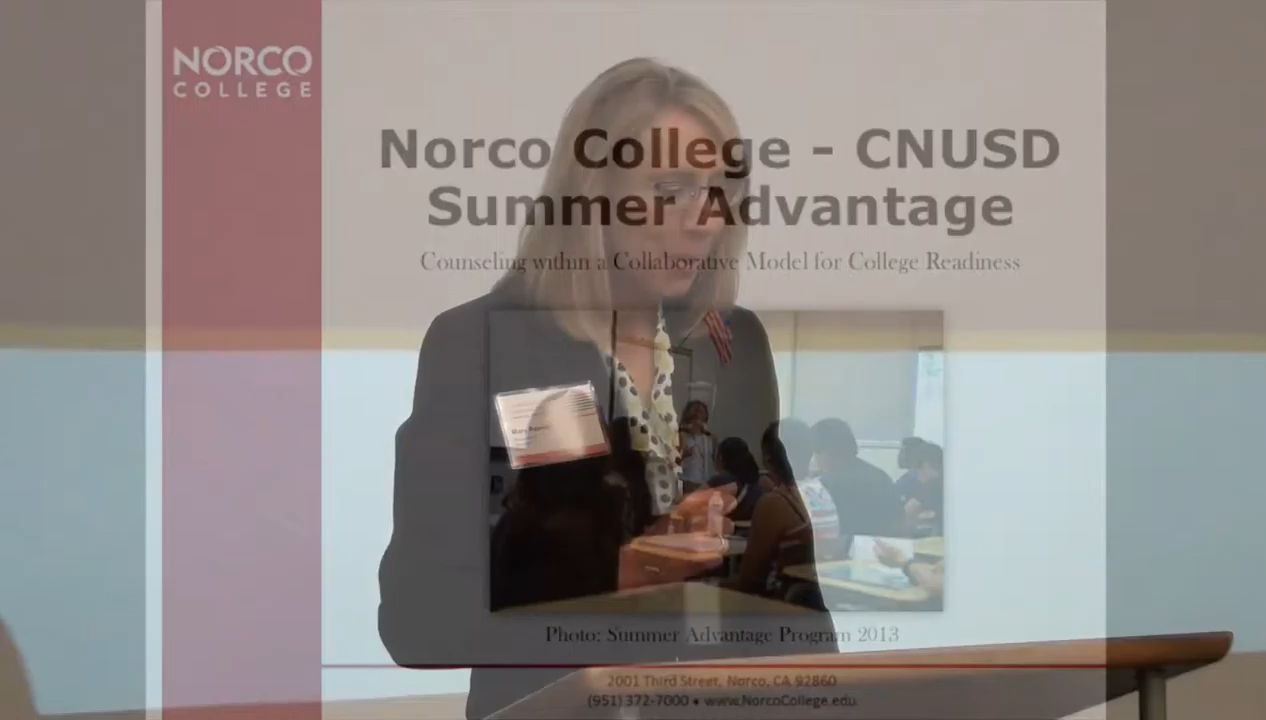 NORCO
COLLEGE
Norco College - CNUSD
Summer Advantage
Counseling within a Collaborative Model for College Readiness
Photo: Summer Advantage Program 2013
2001 Third Street, Norco, CA 92860
(951) 372-7000 • www.NorcoCollege.edu